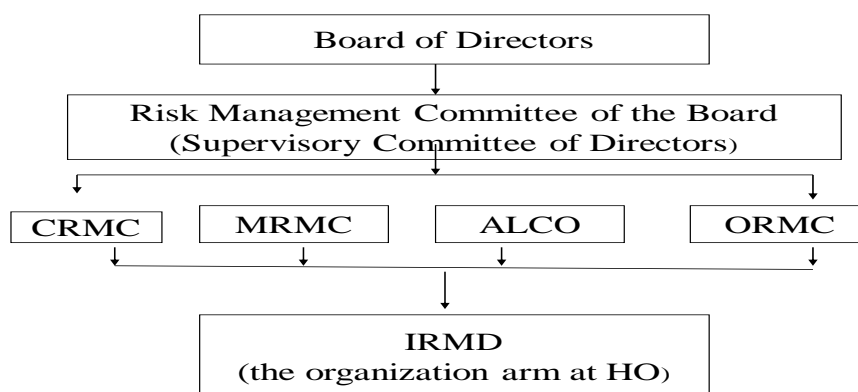 Board of Directors
Risk Management Committee of the Board
(Supervisory Committee of Directors)
CRMC
MRMC
ALCO
ORMC
IRMD
(the organization arm at HO)